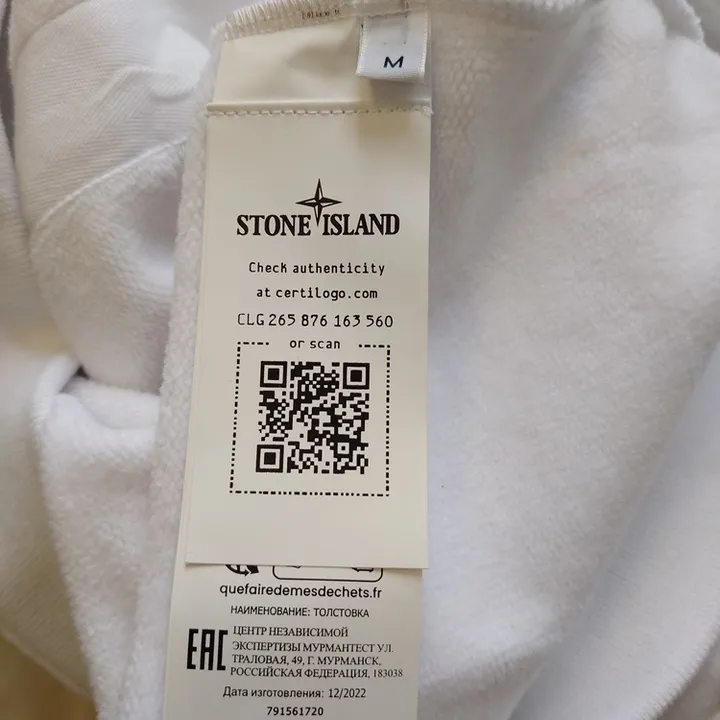 M
STONE ISLAND
Check authenticity
at certilogo.com
CLG 265 876 163 560
or scan
quefairedemesdechets.fr
НАИМЕНОВАНИЕ: ТОЛСТОВКА
EAC
ЦЕНТР НЕЗАВИСИМОЙ
ЭКСПЕРТИЗЫ МУРМАНТЕСТ УЛ.
ТРАЛОВАЯ, 49, Г. МУРМАНСК,
РОССИЙСКАЯ ФЕДЕРАЦИЯ, 183038
Дата изготовления: 12/2022
791561720